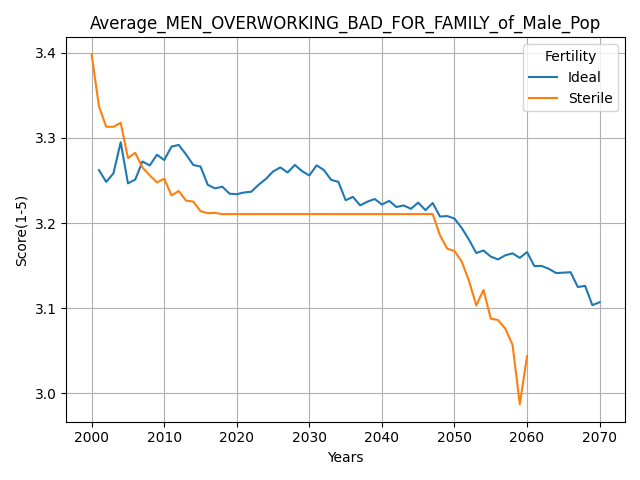 Average_MEN_OVERWORKING_BAD_FOR_FAMILY_of_Male_Pop
Fertility
Ideal
Sterile
Score(1-5)
3.4
3.3
3.2
3.1
3.0
2000 2010 2020 2030 2040 2050 2060 2070
Years